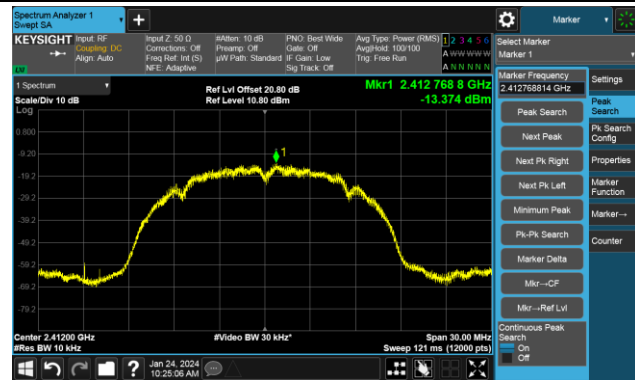 Spectrum Analyzer 1
Swept SA
Marker
KEYSIGHT
Input: RF
Coupling: DC
Align: Auto
Input Z: 50 Ω
Corrections: Off
Freq Ref: Int (S)
NFE: Adaptive
#Atten: 10 dB
Preamp: Off
µW Path: Standard
PNO: Best Wide
Gate: Off
IF Gain: Low
Sig Track: Off
Avg Type: Power (RMS)
Avg|Hold: 100/100
Trig: Free Run
1 2 3 4 5 6
A W W W W W
A N N N N N
Select Marker
Marker 1
1 Spectrum
Scale/Div 10 dB
Log
Ref Lvl Offset 20.80 dB
Ref Level 10.80 dBm
Mkr1 2.412 768 8 GHz
-13.374 dBm
0.800
-9.20
-19.2
-29.2
-39.2
-49.2
-59.2
-69.2
-79.2
1
Center 2.41200 GHz
#Res BW 10 kHz
#Video BW 30 kHz*
Span 30.00 MHz
Sweep 121 ms (12000 pts)
Marker Frequency
2.412768814 GHz
Peak Search
Next Peak
Next Pk Right
Next Pk Left
Minimum Peak
Pk-Pk Search
Marker Delta
Mkr→CF
Mkr→Ref Lvl
Continuous Peak
Search
On
Off
Settings
Peak
Search
Pk Search
Config
Properties
Marker
Function
Marker→
Counter
?
Jan 24, 2024
10:25:06 AM